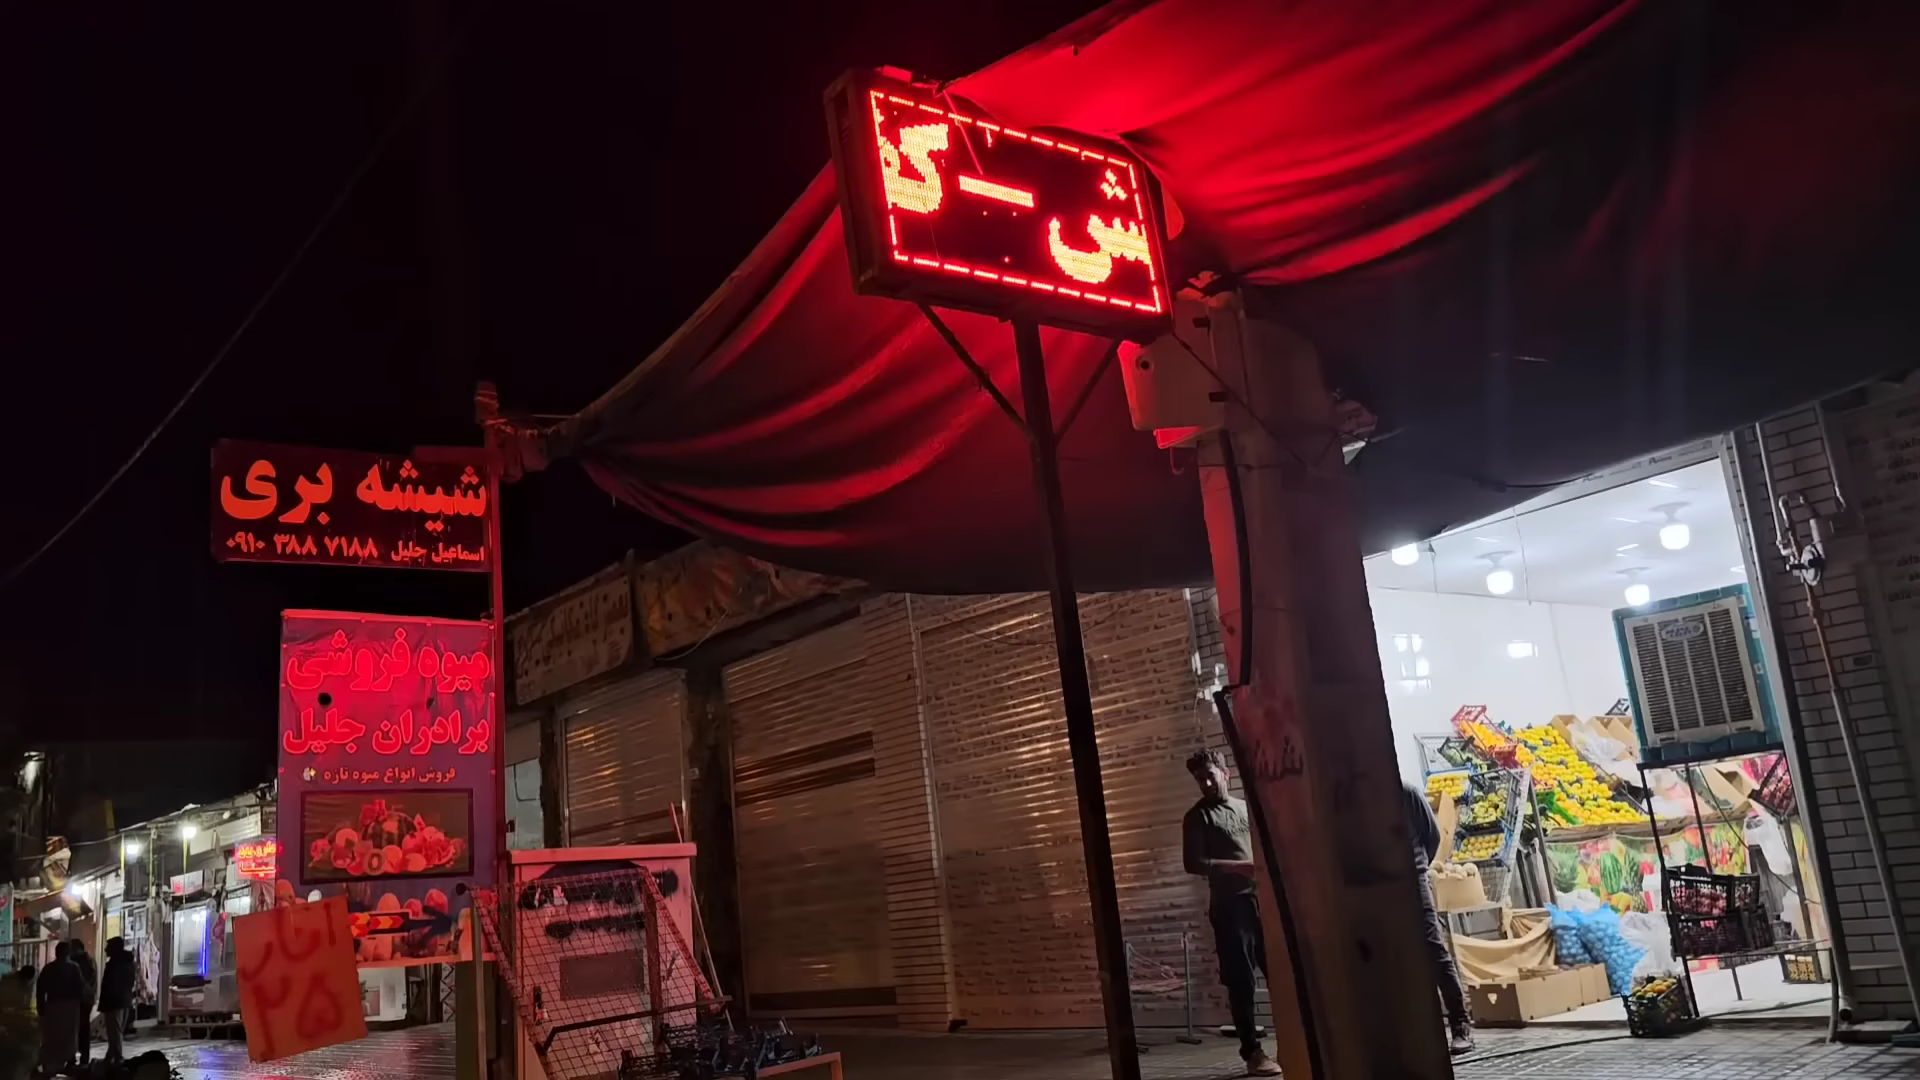 ش - گ
شیشه بری
اسماعیل جلیل ۰۹۱۰ ۳۸۸ ۷۱۸۸
میوه فروشی
برادران جلیل
فروش انواع میوه تازه
انار
۲۵